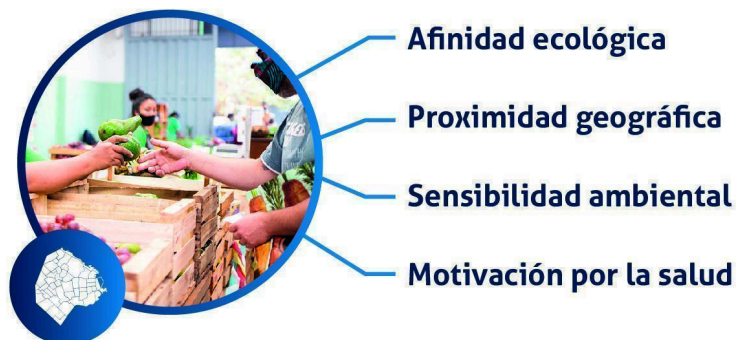 Afinidad ecológica
Proximidad geográfica
Sensibilidad ambiental
Motivación por la salud